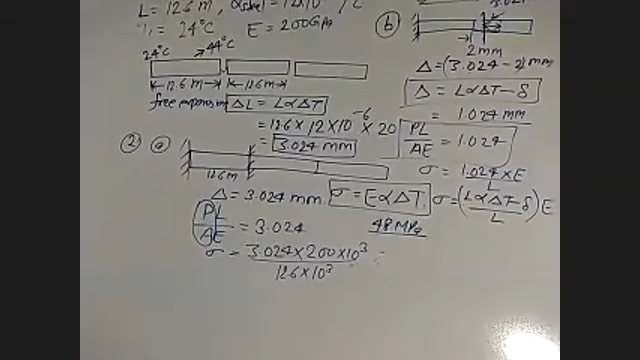 L = 12.6 m, α steel = 12×10 /°C
T₁ = 24°C E = 200GPa
24°C →44°C
12.6 m 12.6 m
free expansion ΔL = LαΔT
= 12.6 × 12 × 10⁻⁶ × 20
= 3.024 mm
② ⓐ
12.6m
Δ = 3.024 mm. σ = EαΔT
PL/AE = 3.024 48 MPa
σ = 3.024 × 200 × 10³ / 12.6 × 10³ =
ⓑ
2 mm
Δ = (3.024 - 2) mm
Δ = LαΔT - δ
= 1.024 mm
PL/AE = 1.024
σ = 1.024 × E / L
σ = (LαΔT - δ / L) E